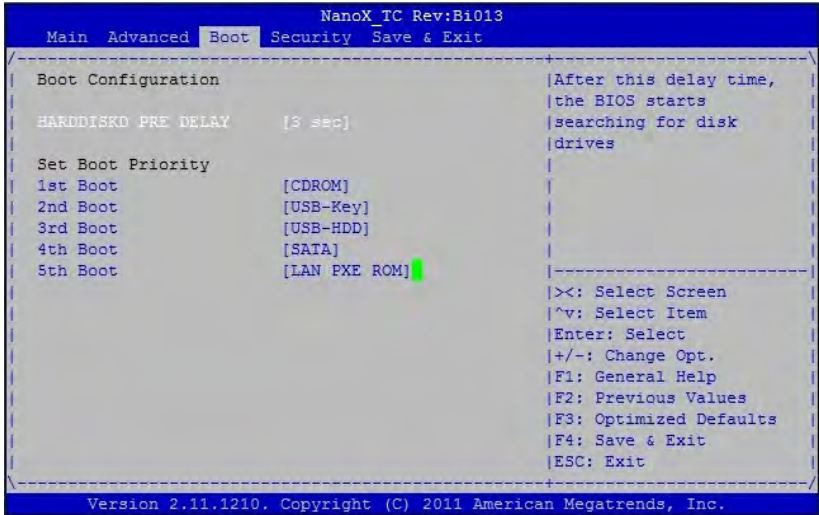 NanoX_TC Rev:Bi013
Main Advanced Boot Security Save & Exit
Boot Configuration
HARDDISKD PRE DELAY [3 sec]
Set Boot Priority
1st Boot [CDROM]
2nd Boot [USB-Key]
3rd Boot [USB-HDD]
4th Boot [SATA]
5th Boot [LAN PXE ROM]
After this delay time,
the BIOS starts
searching for disk
drives
><: Select Screen
^v: Select Item
Enter: Select
+/-: Change Opt.
F1: General Help
F2: Previous Values
F3: Optimized Defaults
F4: Save & Exit
ESC: Exit
Version 2.11.1210. Copyright (C) 2011 American Megatrends, Inc.